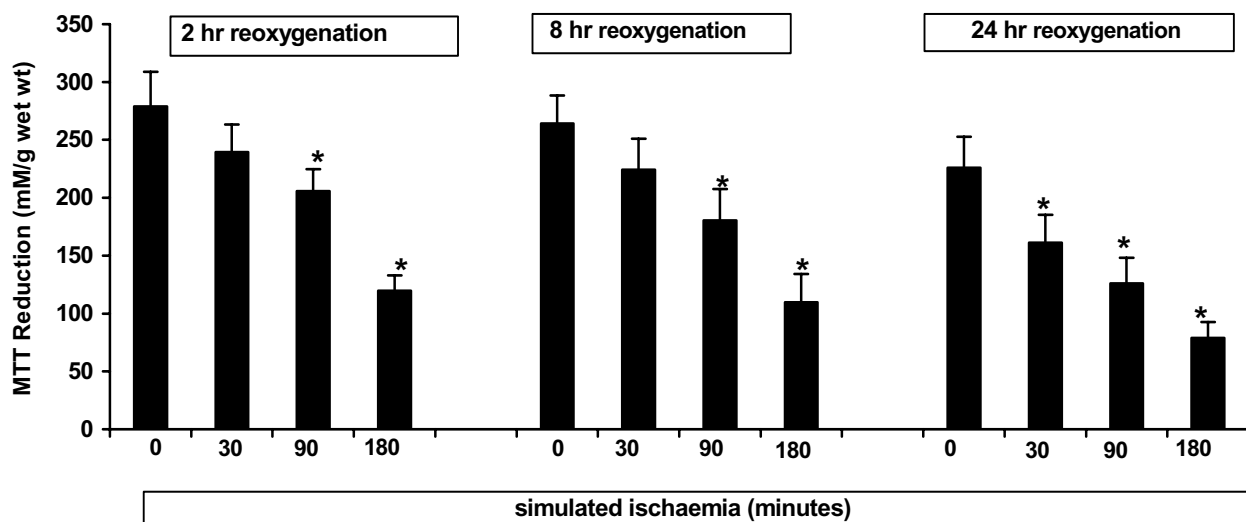 2 hr reoxygenation
8 hr reoxygenation
24 hr reoxygenation
MTT Reduction (mM/g wet wt)
350
300
250
200
150
100
50
0
* * * * * * *
0 30 90 180 0 30 90 180 0 30 90 180
simulated ischaemia (minutes)